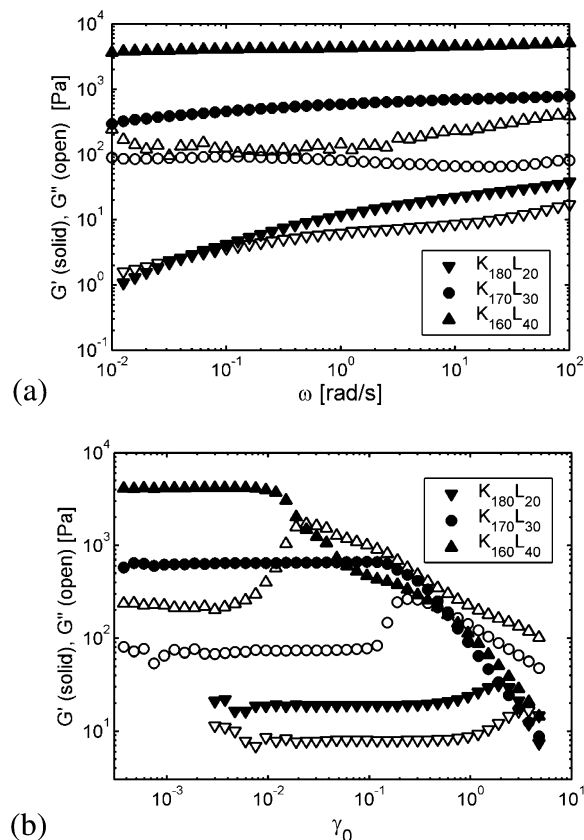 G' (solid), G'' (open) [Pa]
10^4
10^3
10^2
10^1
10^0
10^-1
K180L20
K170L30
K160L40
10^-2 10^-1 10^0 10^1 10^2
ω [rad/s]
(a)
G' (solid), G'' (open) [Pa]
10^4
10^3
10^2
10^1
K180L20
K170L30
K160L40
10^-3 10^-2 10^-1 10^0
γ0
(b)